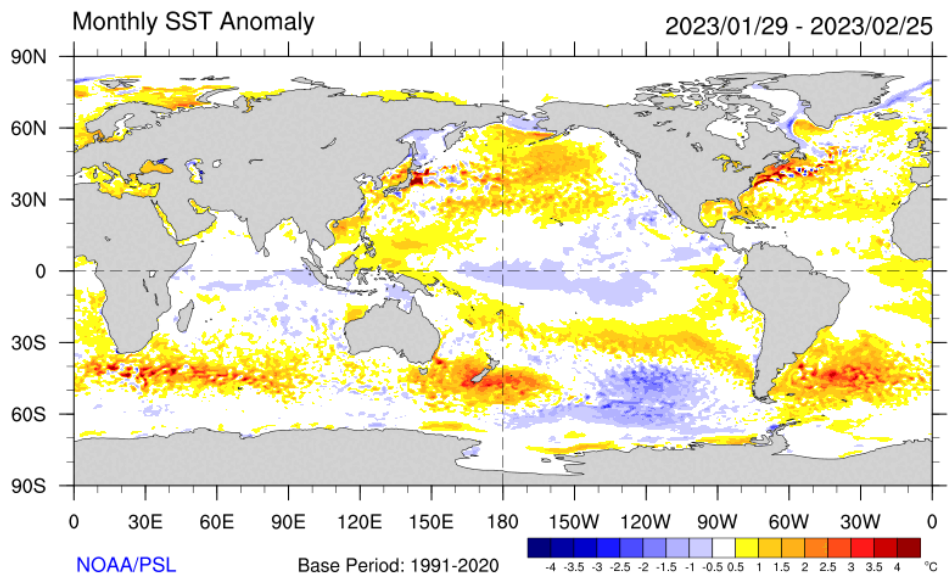 Monthly SST Anomaly 2023/01/29 - 2023/02/25
90N
60N
30N
0
30S
60S
90S
0 30E 60E 90E 120E 150E 180 150W 120W 90W 60W 30W 0
NOAA/PSL Base Period: 1991-2020
-4 -3.5 -3 -2.5 -1.5 -1 -0.5 0.5 1 1.5 2 2.5 3 3.5 4 °C